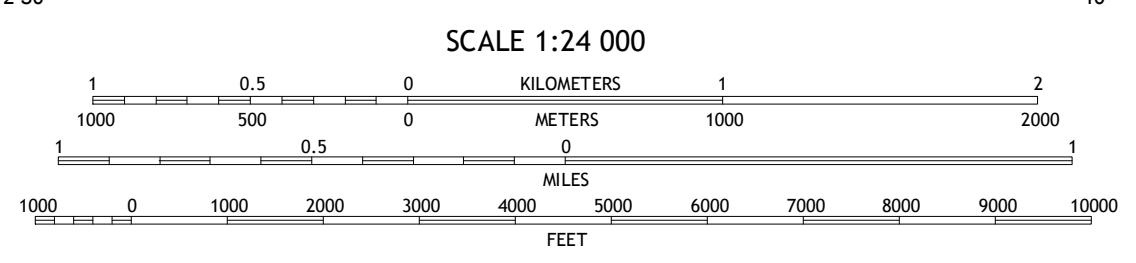 SCALE 1:24 000
1 0.5 0 KILOMETERS 1 2
1000 500 0 METERS 1000 2000
1 0.5 0 1
MILES
1000 0 1000 2000 3000 4000 5000 6000 7000 8000 9000 10000
FEET